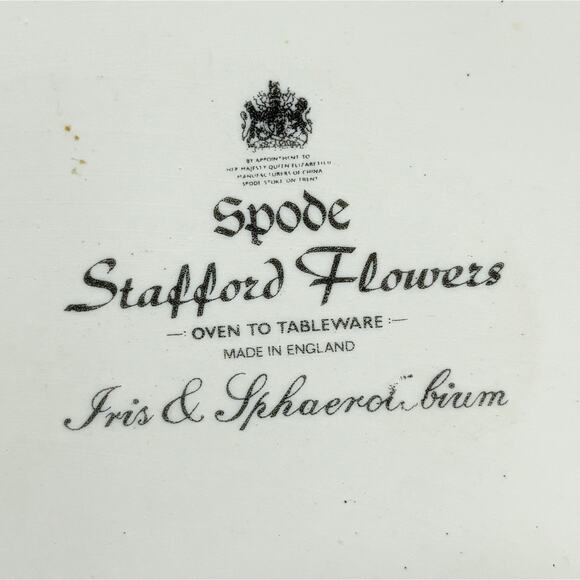 BY APPOINTMENT TO
HER MAJESTY QUEEN ELIZABETH II
MANUFACTURERS OF CHINA
SPODE STOKE ON TRENT
Spode
Stafford Flowers
OVEN TO TABLEWARE
MADE IN ENGLAND
Iris &